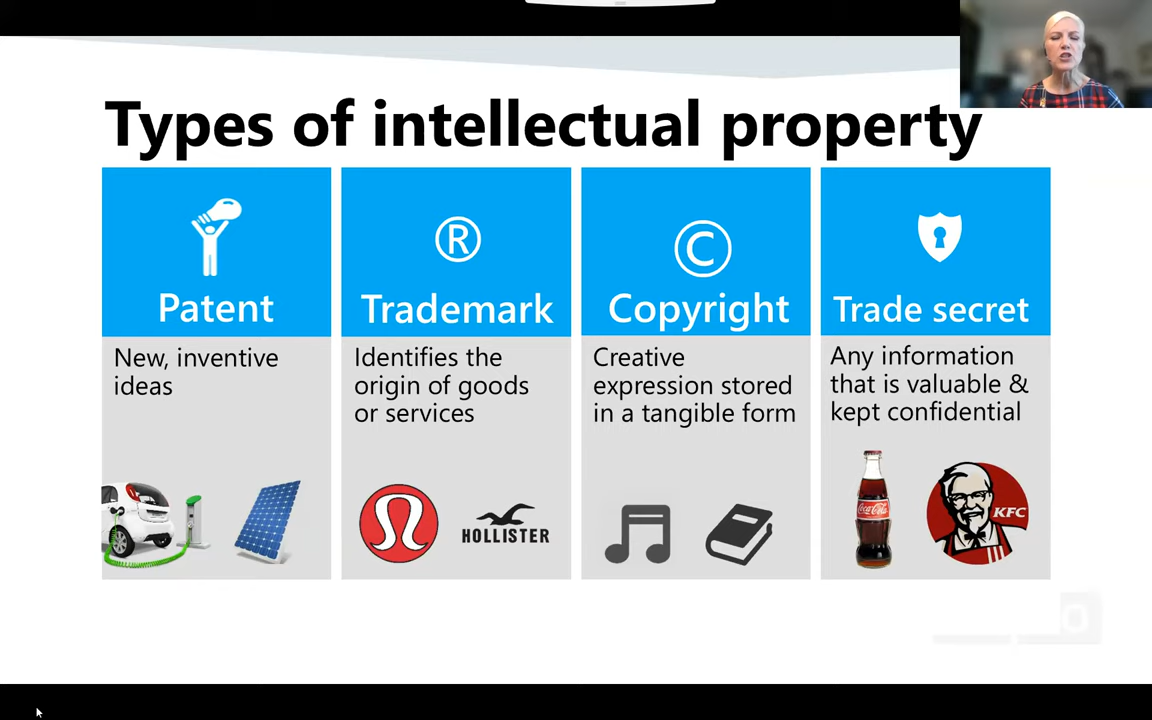 Types of intellectual property
®
©
Patent
Trademark
Copyright
Trade secret
New, inventive
ideas
Identifies the
origin of goods
or services
Creative
expression stored
in a tangible form
Any information
that is valuable &
kept confidential
HOLLISTER
Coca-Cola
KFC
O